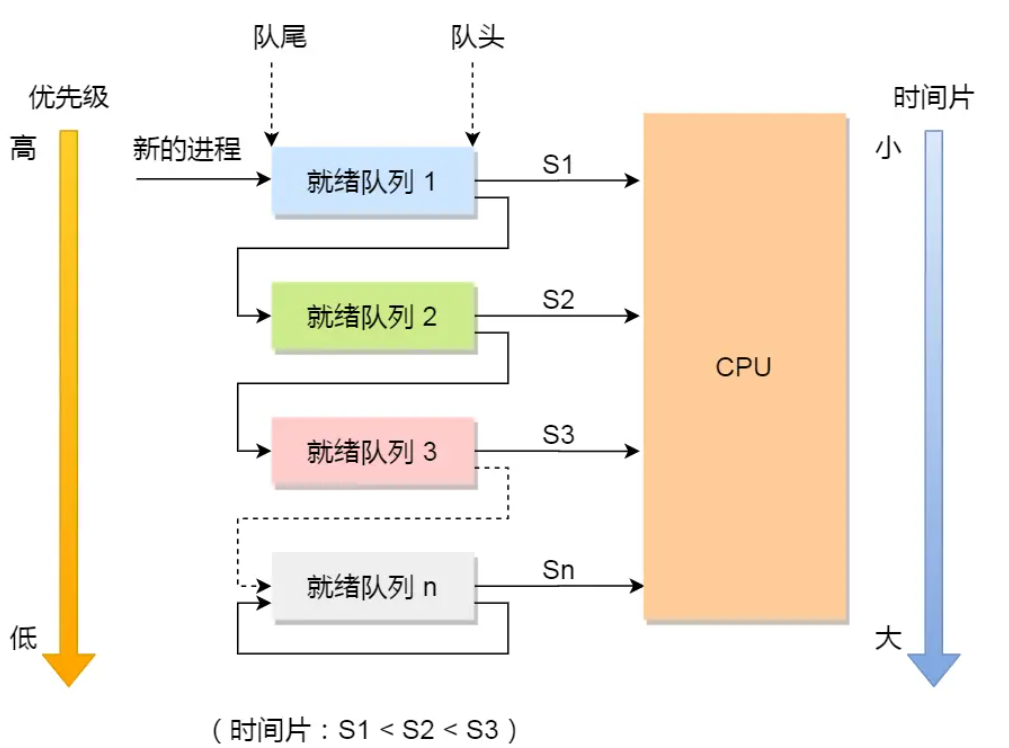 队尾
队头
优先级
时间片
高
新的进程
小
就绪队列 1
S1
就绪队列 2
S2
CPU
就绪队列 3
S3
就绪队列 n
Sn
低
大
（时间片：S1 < S2 < S3 ）